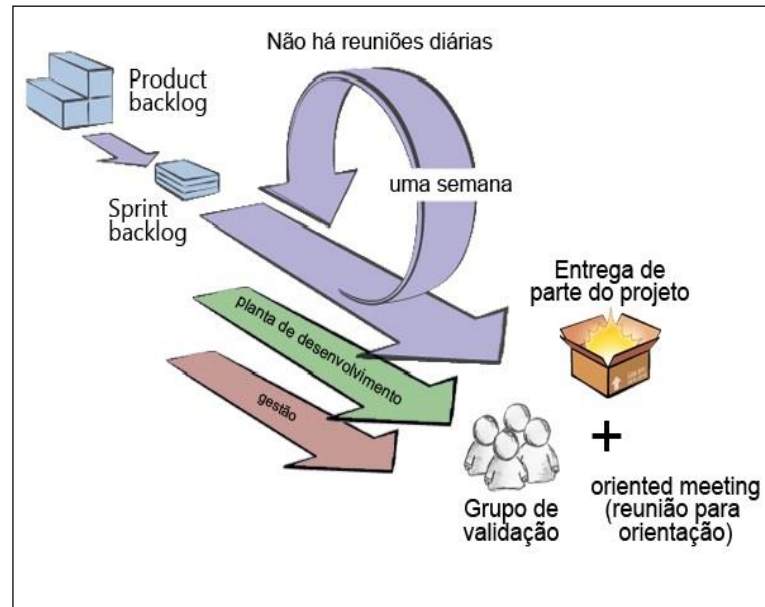 Não há reuniões diárias
Product
backlog
uma semana
Sprint
backlog
Entrega de
parte do projeto
planta de desenvolvimento
gestão
+
Grupo de
validação
oriented meeting
(reunião para
orientação)